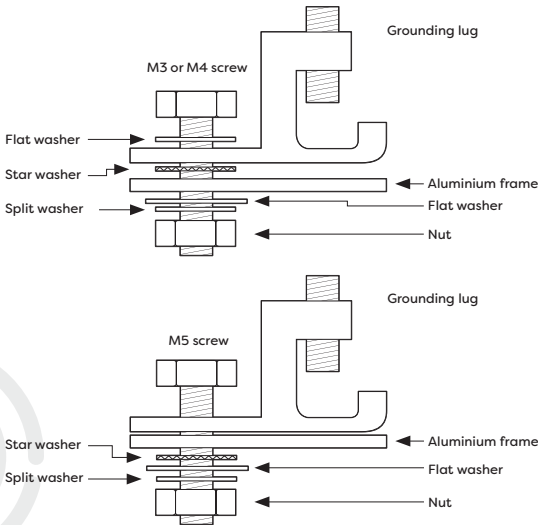 Grounding lug
M3 or M4 screw
Flat washer
Star washer
Split washer
Aluminium frame
Flat washer
Nut
Grounding lug
M5 screw
Star washer
Split washer
Aluminium frame
Flat washer
Nut